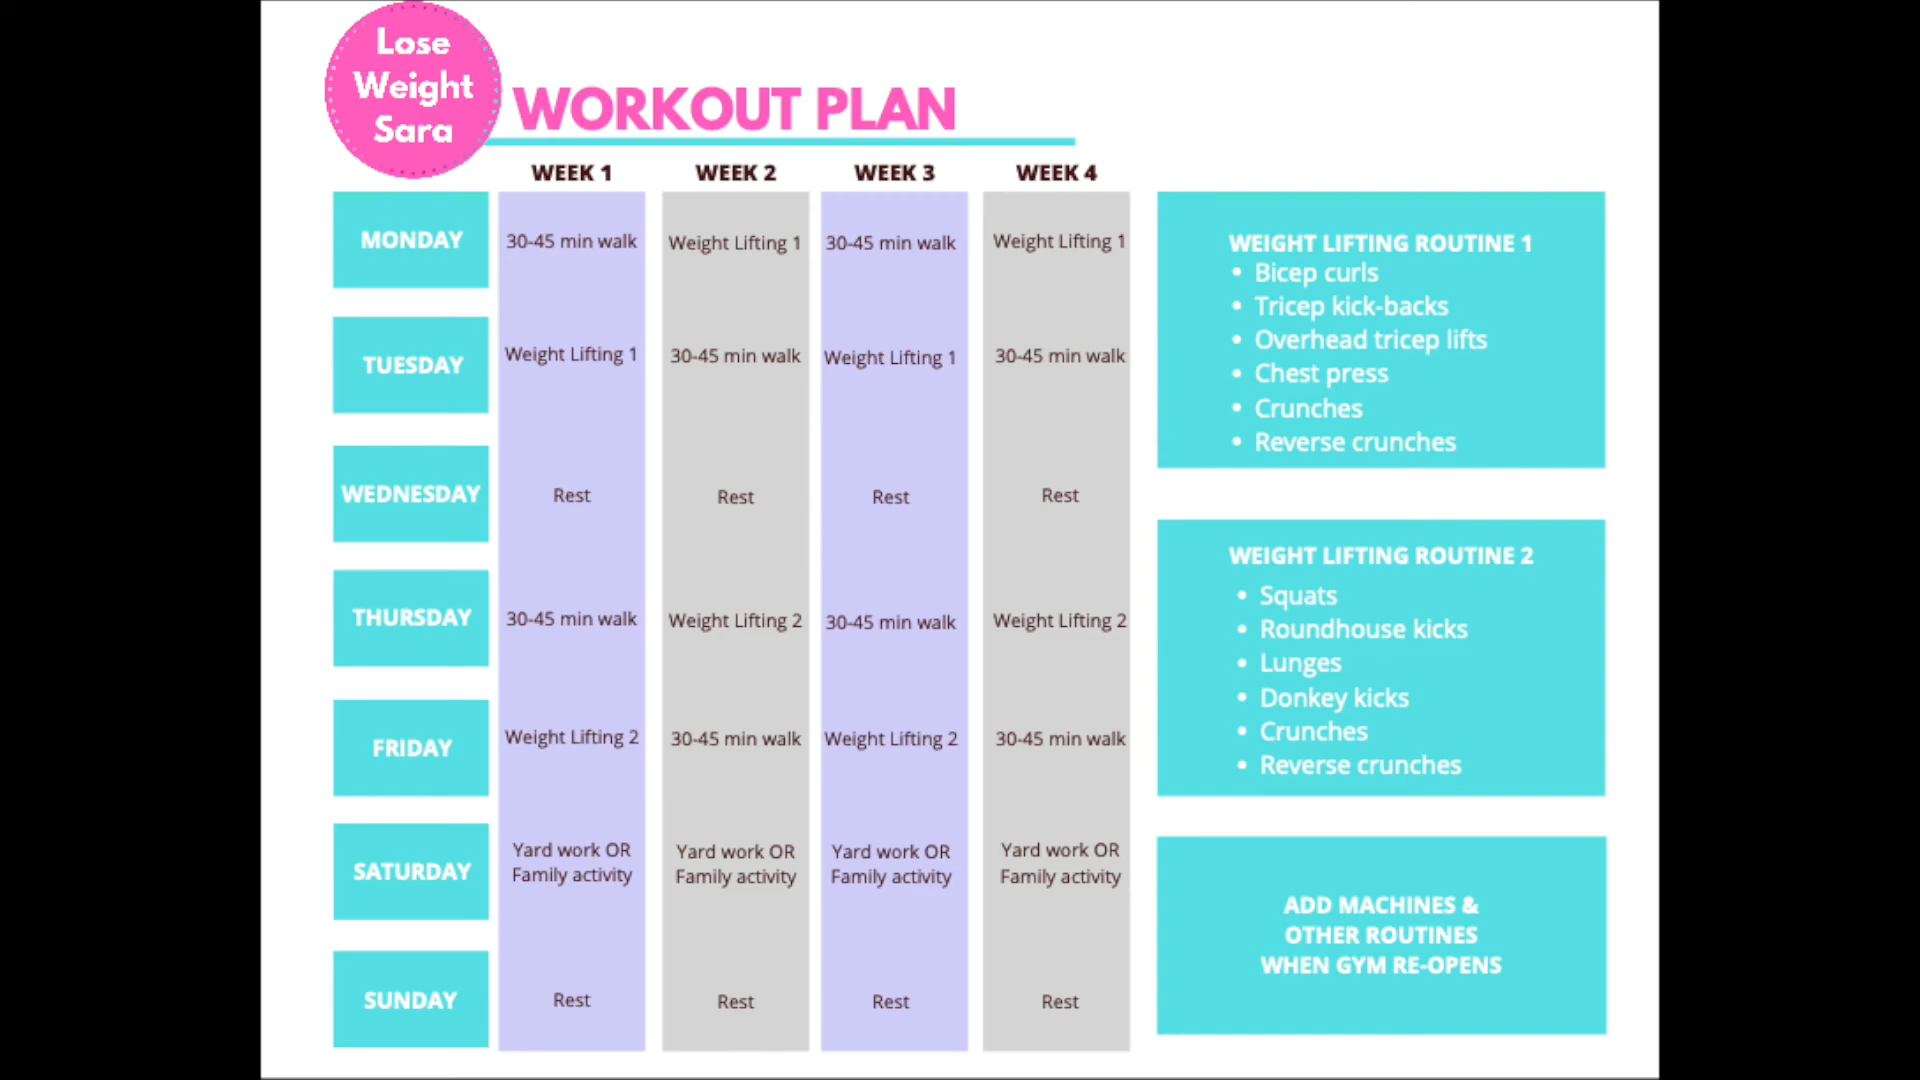 Lose
Weight
Sara
WORKOUT PLAN
WEEK 1 WEEK 2 WEEK 3 WEEK 4
MONDAY 30-45 min walk Weight Lifting 1 30-45 min walk Weight Lifting 1
TUESDAY Weight Lifting 1 30-45 min walk Weight Lifting 1 30-45 min walk
WEDNESDAY Rest Rest Rest Rest
THURSDAY 30-45 min walk Weight Lifting 2 30-45 min walk Weight Lifting 2
FRIDAY Weight Lifting 2 30-45 min walk Weight Lifting 2 30-45 min walk
SATURDAY Yard work OR Yard work OR Yard work OR Yard work OR
Family activity Family activity Family activity Family activity
SUNDAY Rest Rest Rest Rest
WEIGHT LIFTING ROUTINE 1
• Bicep curls
• Tricep kick-backs
• Overhead tricep lifts
• Chest press
• Crunches
• Reverse crunches
WEIGHT LIFTING ROUTINE 2
• Squats
• Roundhouse kicks
• Lunges
• Donkey kicks
• Crunches
• Reverse crunches
ADD MACHINES &
OTHER ROUTINES
WHEN GYM RE-OPENS